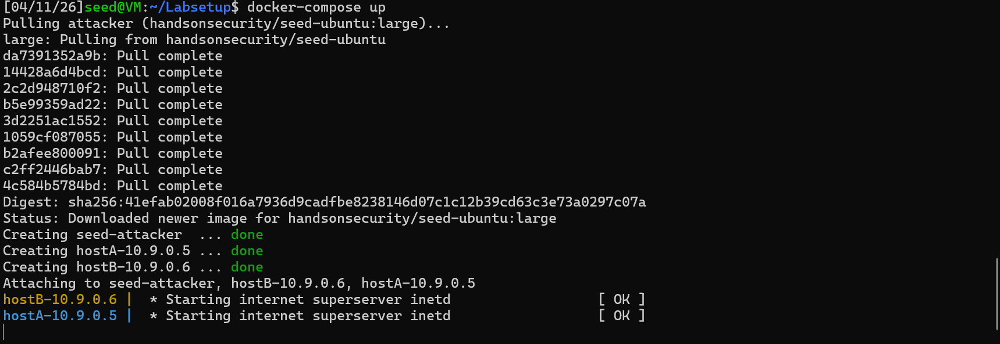 [04/11/26]seed@VM:~/Labsetup$ docker-compose up
Pulling attacker (handsonsecurity/seed-ubuntu:large)...
large: Pulling from handsonsecurity/seed-ubuntu
da7391352a9b: Pull complete
14428a6d4bcd: Pull complete
2c2d948710f2: Pull complete
b5e99359ad22: Pull complete
3d2251ac1552: Pull complete
1059cf087055: Pull complete
b2afee800091: Pull complete
c2ff2446bab7: Pull complete
4c584b5784bd: Pull complete
Digest: sha256:41efab02008f016a7936d9cadfbe8238146d07c1c12b39cd63c3e73a0297c07a
Status: Downloaded newer image for handsonsecurity/seed-ubuntu:large
Creating seed-attacker  ... done
Creating hostA-10.9.0.5 ... done
Creating hostB-10.9.0.6 ... done
Attaching to seed-attacker, hostB-10.9.0.6, hostA-10.9.0.5
hostB-10.9.0.6 |  * Starting internet superserver inetd                  [ OK ]
hostA-10.9.0.5 |  * Starting internet superserver inetd                  [ OK ]